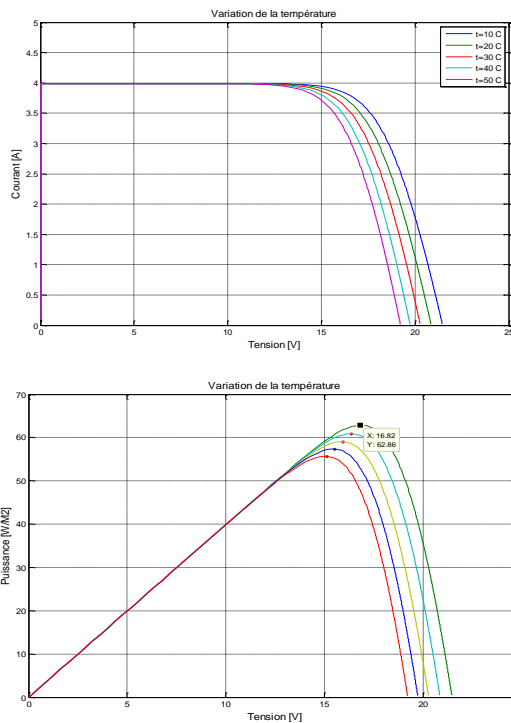 Variation de la température
5
4.5
4
3.5
3
2.5
2
1.5
1
0.5
0
Courant [A]
t=10 C
t=20 C
t=30 C
t=40 C
t=50 C
0 5 10 15 20 25
Tension [V]
Variation de la température
70
60
50
40
30
20
10
0
Puissance [W/M2]
X: 16.82
Y: 62.86
0 5 10 15 20
Tension [V]